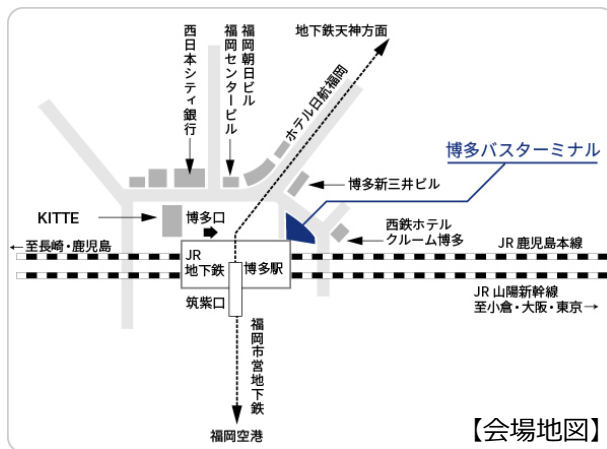 地下鉄天神方面
西日本シティ銀行
福岡センタービル
福岡朝日ビル
ホテル日航福岡
博多バスターミナル
博多新三井ビル
KITTE
博多口
西鉄ホテル
クルーム博多
←至長崎・鹿児島
JR
地下鉄
博多駅
JR 鹿児島本線
筑紫口
JR 山陽新幹線
至小倉・大阪・東京→
福岡市営地下鉄
福岡空港
【会場地図】